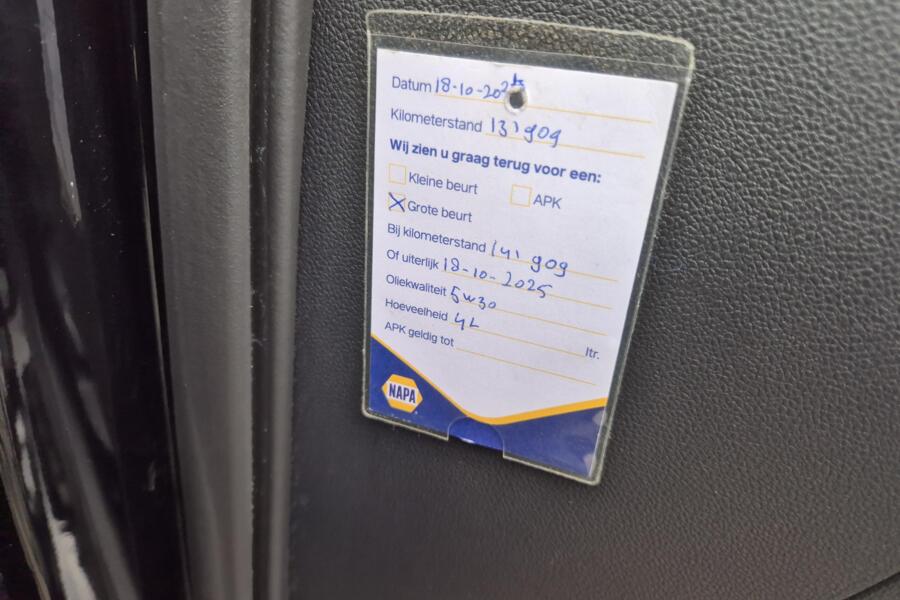 Datum 18-10-2024
Kilometerstand 131909
Wij zien u graag terug voor een:
Kleine beurt APK
Grote beurt
Bij kilometerstand 141 909
Of uiterlijk 18-10-2025
Oliekwaliteit 5w30
Hoeveelheid 4L ltr.
APK geldig tot
NAPA